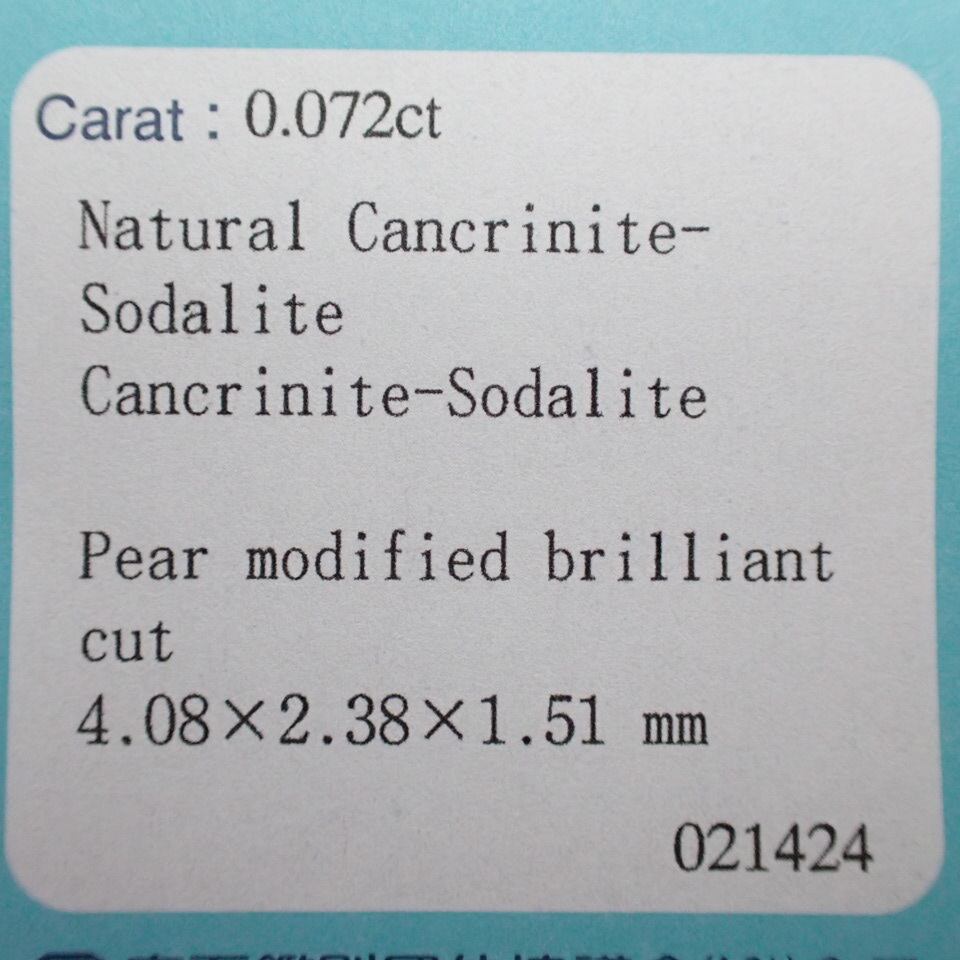 Carat : 0.072ct
Natural Cancrinite-
Sodalite
Cancrinite-Sodalite
Pear modified brilliant
cut
4.08×2.38×1.51 mm
021424